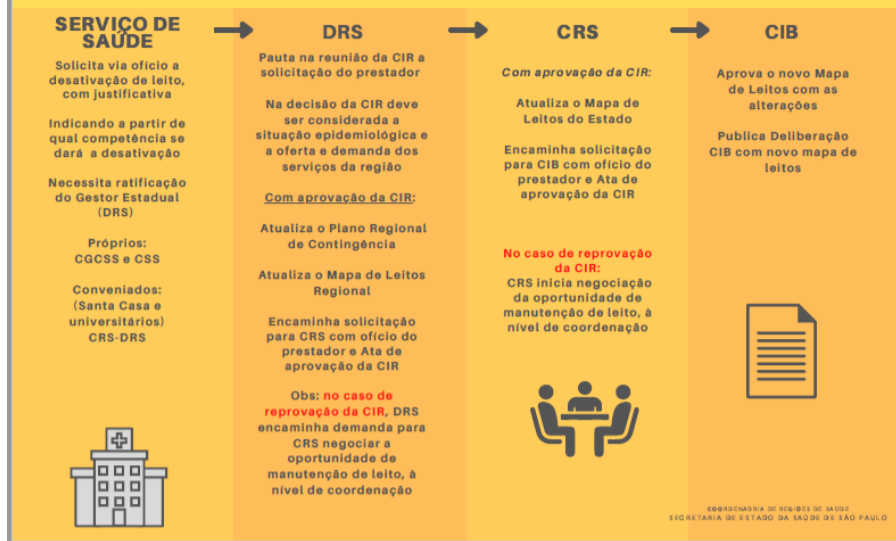 SERVIÇO DE
SAÚDE
Solicita via ofício a
desativação de leito,
com justificativa
Indicando a partir de
qual competência se
dará a desativação
Necessita ratificação
do Gestor Estadual
(DRS)
Próprios:
CGCSS e CSS
Conveniados:
(Santa Casa e
universitários)
CRS-DRS
DRS
Pauta na reunião da CIR a
solicitação do prestador
Na decisão da CIR deve
ser considerada a
situação epidemiológica e
a oferta e demanda dos
serviços da região
Com aprovação da CIR:
Atualiza o Plano Regional
de Contingência
Atualiza o Mapa de Leitos
Regional
Encaminha solicitação
para CRS com ofício do
prestador e Ata de
aprovação da CIR
Obs: no caso de
reprovação da CIR, DRS
encaminha demanda para
CRS negociar a
oportunidade de
manutenção de leito, à
nível de coordenação
CRS
Com aprovação da CIR:
Atualiza o Mapa de
Leitos do Estado
Encaminha solicitação
para CIB com ofício do
prestador e Ata de
aprovação da CIR
No caso de reprovação
da CIR:
CRS inicia negociação
da oportunidade de
manutenção de leito, à
nível de coordenação
CIB
Aprova o novo Mapa
de Leitos com as
alterações
Publica Deliberação
CIB com novo mapa de
leitos
COORDENADORIA DE REGIÕES DE SAÚDE
SECRETARIA DE ESTADO DA SAÚDE DE SÃO PAULO